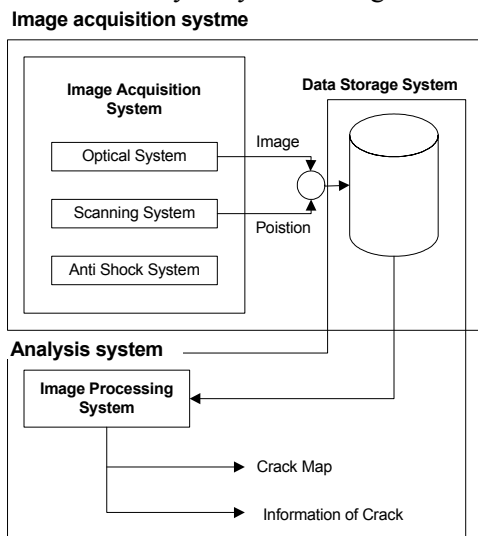 Image acquisition systme
Image Acquisition
System
Data Storage System
Optical System
Image
Scanning System
Poistion
Anti Shock System
Analysis system
Image Processing
System
Crack Map
Information of Crack